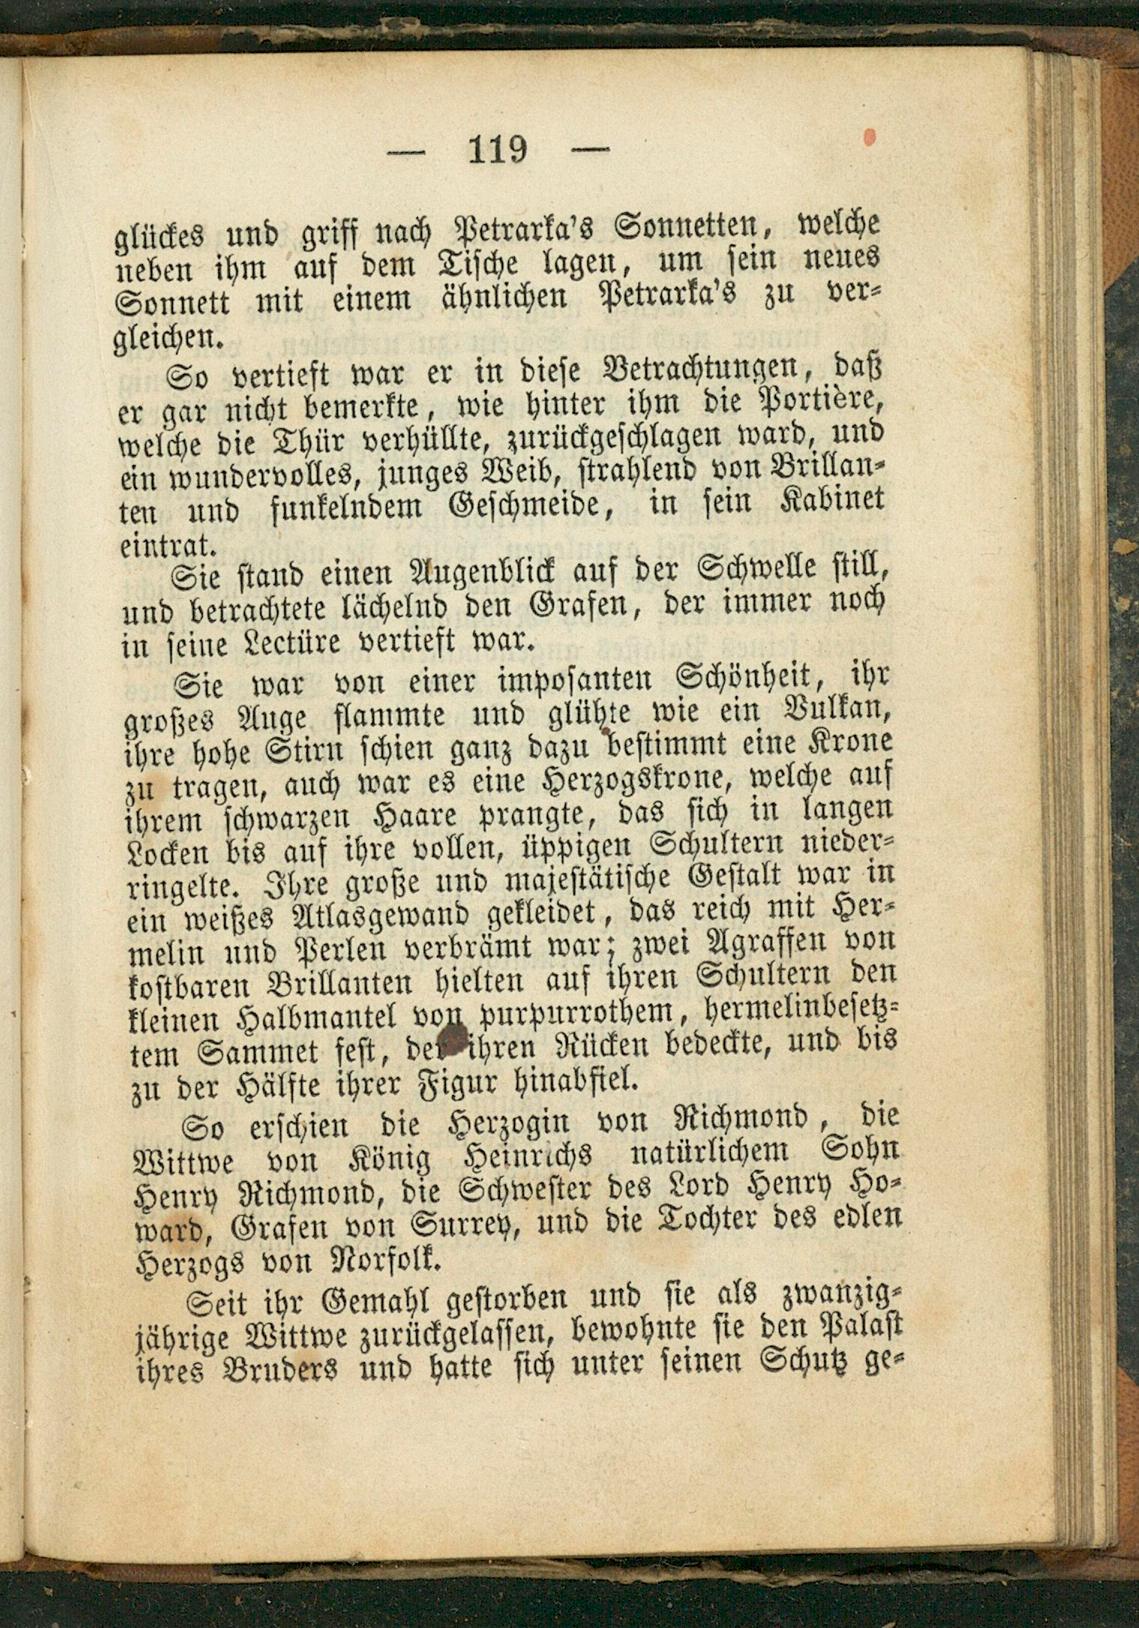 — 119 —
glückes und griff nach Petrarka's Sonnetten, welche
neben ihm auf dem Tische lagen, um sein neues
Sonnett mit einem ähnlichen Petrarka's zu ver-
gleichen.
So vertieft war er in diese Betrachtungen, daß
er gar nicht bemerkte, wie hinter ihm die Portière,
welche die Thür verhüllte, zurückgeschlagen ward, und
ein wundervolles, junges Weib, strahlend von Brillan-
ten und funkelndem Geschmeide, in sein Kabinet
eintrat.
Sie stand einen Augenblick auf der Schwelle still,
und betrachtete lächelnd den Grafen, der immer noch
in seine Lectüre vertieft war.
Sie war von einer imposanten Schönheit, ihr
großes Auge flammte und glühte wie ein Vulkan,
ihre hohe Stirn schien ganz dazu bestimmt eine Krone
zu tragen, auch war es eine Herzogskrone, welche auf
ihrem schwarzen Haare prangte, das sich in langen
Locken bis auf ihre vollen, üppigen Schultern nieder-
ringelte. Ihre große und majestätische Gestalt war in
ein weißes Atlasgewand gekleidet, das reich mit Her-
melin und Perlen verbrämt war; zwei Agraffen von
kostbaren Brillanten hielten auf ihren Schultern den
kleinen Halbmantel von purpurrothem, hermelinbesetz-
tem Sammet fest, der ihren Rücken bedeckte, und bis
zu der Hälfte ihrer Figur hinabfiel.
So erschien die Herzogin von Richmond, die
Wittwe von König Heinrichs natürlichem Sohn
Henry Richmond, die Schwester des Lord Henry Ho-
ward, Grafen von Surrey, und die Tochter des edlen
Herzogs von Norfolk.
Seit ihr Gemahl gestorben und sie als zwanzig-
jährige Wittwe zurückgelassen, bewohnte sie den Palast
ihres Bruders und hatte sich unter seinen Schutz ge-